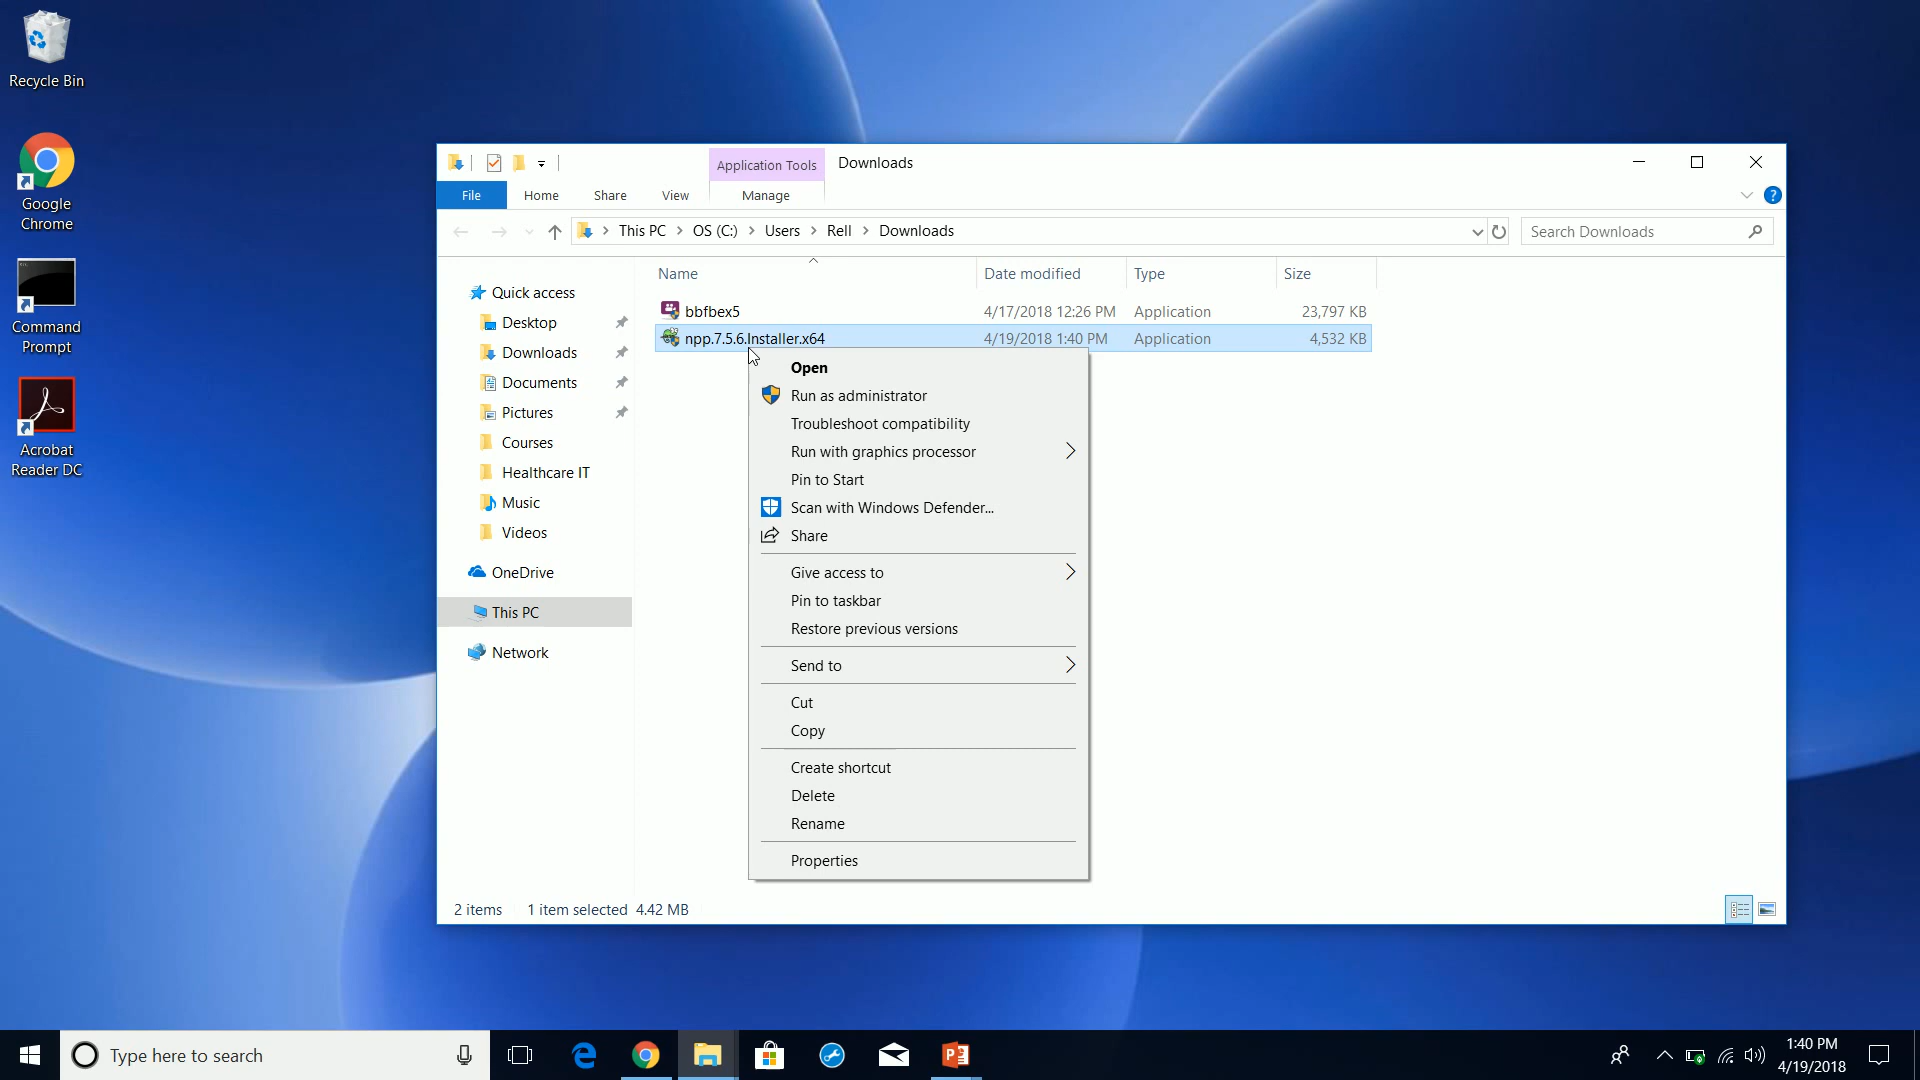 Recycle Bin
Google
Chrome
Command
Prompt
Acrobat
Reader DC
Application Tools
Downloads
File
Home
Share
View
Manage
This PC > OS (C:) > Users > Rell > Downloads
Search Downloads
Name
Date modified
Type
Size
Quick access
Desktop
Downloads
Documents
Pictures
Courses
Healthcare IT
Music
Videos
OneDrive
This PC
Network
bbfbex5 4/17/2018 12:26 PM Application 23,797 KB
npp.7.5.6.Installer.x64 4/19/2018 1:40 PM Application 4,532 KB
Open
Run as administrator
Troubleshoot compatibility
Run with graphics processor
Pin to Start
Scan with Windows Defender...
Share
Give access to
Pin to taskbar
Restore previous versions
Send to
Cut
Copy
Create shortcut
Delete
Rename
Properties
2 items 1 item selected 4.42 MB
Type here to search
1:40 PM
4/19/2018